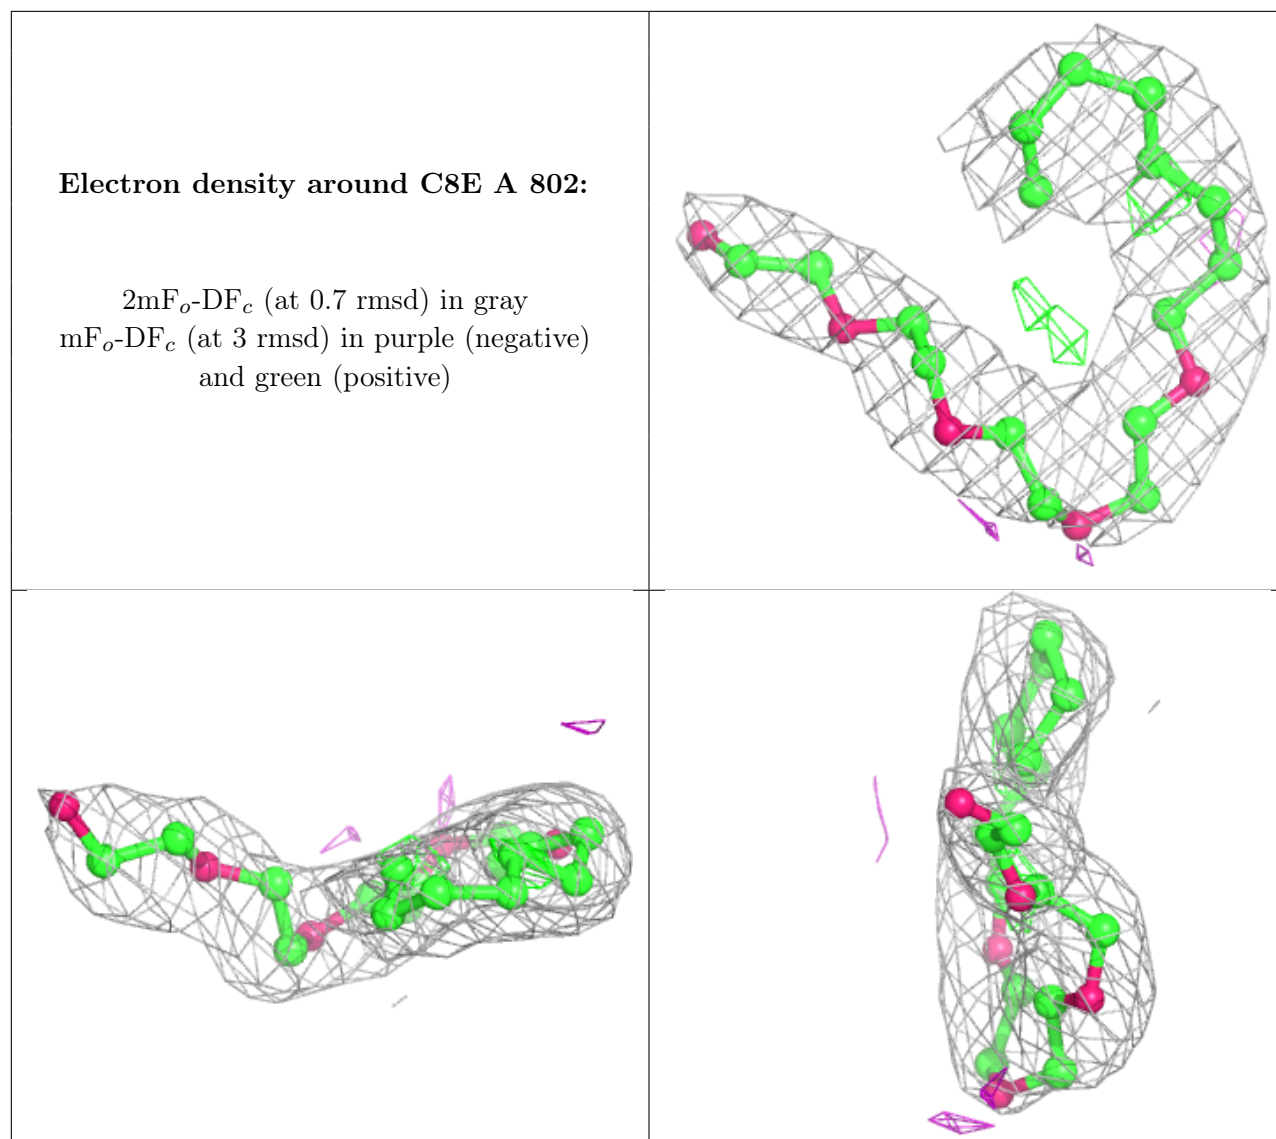 Electron density around C8E A 802:
2mFo-DFc (at 0.7 rmsd) in gray
mFo-DFc (at 3 rmsd) in purple (negative)
and green (positive)